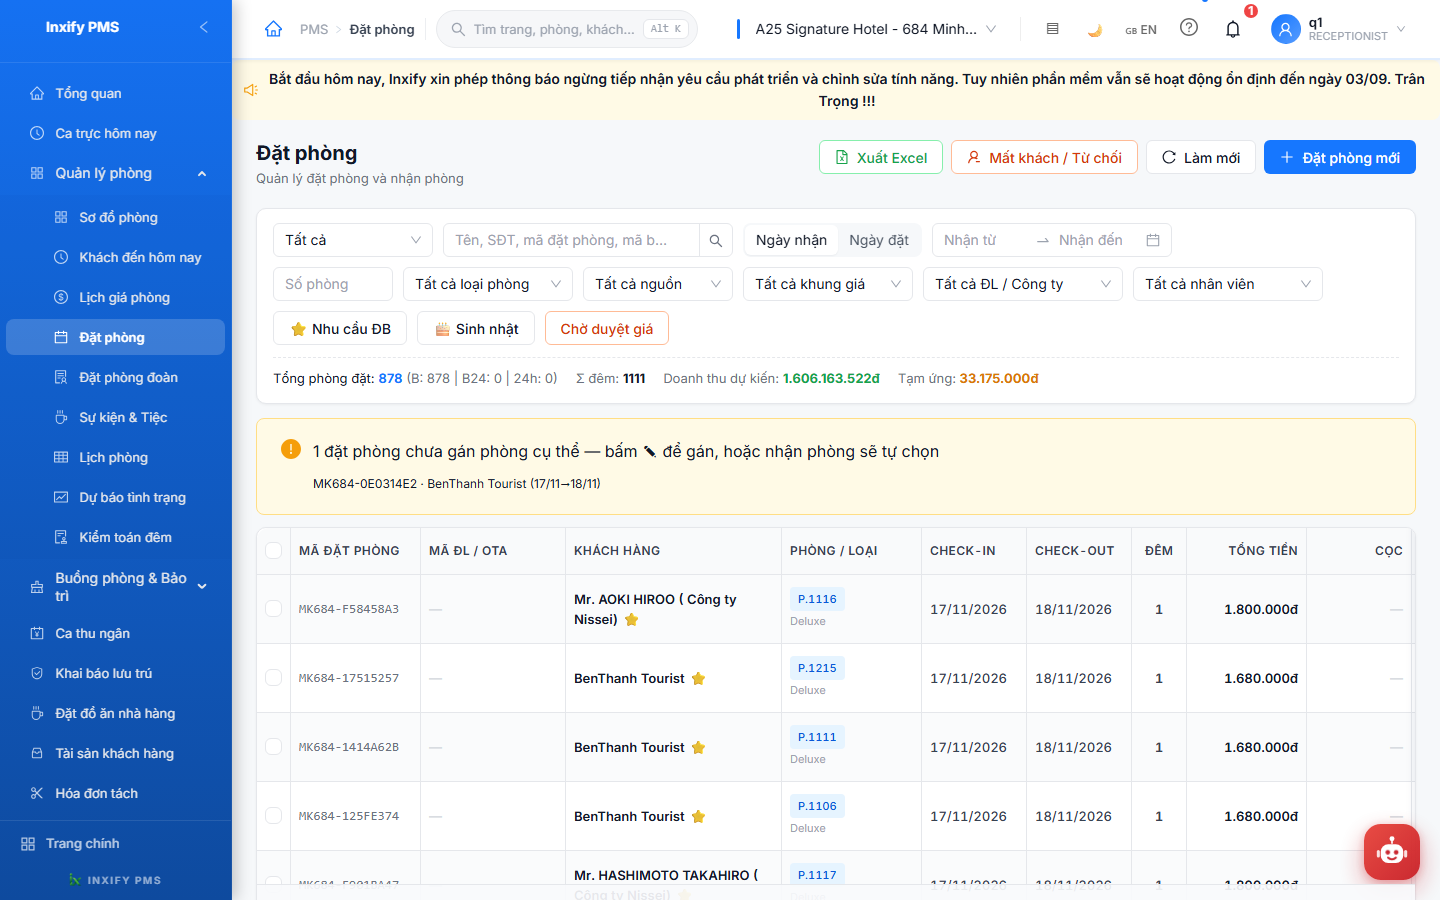 Inxify PMS
PMS
Đặt phòng
Tìm trang, phòng, khách...
Alt K
A25 Signature Hotel - 684 Minh...
GB EN
1
q1
RECEPTIONIST
Bắt đầu hôm nay, Inxify xin phép thông báo ngừng tiếp nhận yêu cầu phát triển và chỉnh sửa tính năng. Tuy nhiên phần mềm vẫn sẽ hoạt động ổn định đến ngày 03/09. Trân
Trọng !!!
Tổng quan
Ca trực hôm nay
Quản lý phòng
Sơ đồ phòng
Khách đến hôm nay
Lịch giá phòng
Đặt phòng
Đặt phòng đoàn
Sự kiện & Tiệc
Lịch phòng
Dự báo tình trạng
Kiểm toán đêm
Buồng phòng & Bảo
trì
Ca thu ngân
Khai báo lưu trú
Đặt đồ ăn nhà hàng
Tài sản khách hàng
Hóa đơn tách
Trang chính
INXIFY PMS
Đặt phòng
Quản lý đặt phòng và nhận phòng
Xuất Excel
Mất khách / Từ chối
Làm mới
Đặt phòng mới
Tất cả
Tên, SĐT, mã đặt phòng, mã b...
Ngày nhận
Ngày đặt
Nhận từ
Nhận đến
Số phòng
Tất cả loại phòng
Tất cả nguồn
Tất cả khung giá
Tất cả ĐL / Công ty
Tất cả nhân viên
Nhu cầu ĐB
Sinh nhật
Chờ duyệt giá
Tổng phòng đặt: 878 (B: 878 | B24: 0 | 24h: 0)
Σ đêm: 1111
Doanh thu dự kiến: 1.606.163.522đ
Tạm ứng: 33.175.000đ
1 đặt phòng chưa gán phòng cụ thể — bấm ✏ để gán, hoặc nhận phòng sẽ tự chọn
MK684-0E0314E2 · BenThanh Tourist (17/11→18/11)
MÃ ĐẶT PHÒNG
MÃ ĐL / OTA
KHÁCH HÀNG
PHÒNG / LOẠI
CHECK-IN
CHECK-OUT
ĐÊM
TỔNG TIỀN
CỌC
MK684-F58458A3
—
Mr. AOKI HIROO ( Công ty
Nissei)
P.1116
Deluxe
17/11/2026
18/11/2026
1
1.800.000đ
—
MK684-17515257
—
BenThanh Tourist
P.1215
Deluxe
17/11/2026
18/11/2026
1
1.680.000đ
—
MK684-1414A62B
—
BenThanh Tourist
P.1111
Deluxe
17/11/2026
18/11/2026
1
1.680.000đ
—
MK684-125FE374
—
BenThanh Tourist
P.1106
Deluxe
17/11/2026
18/11/2026
1
1.680.000đ
—
Mr. HASHIMOTO TAKAHIRO (
Công ty Nissei)
P.1117
Deluxe
17/11/2026
18/11/2026
1
1.800.000đ